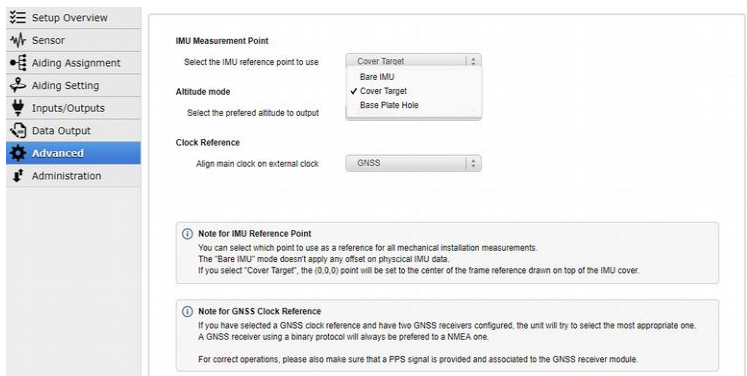 Setup Overview
Sensor
Aiding Assignment
Aiding Setting
Inputs/Outputs
Data Output
Advanced
Administration
IMU Measurement Point
Select the IMU reference point to use
Cover Target
Bare IMU
Cover Target
Base Plate Hole
Altitude mode
Select the prefered altitude to output
Clock Reference
Align main clock on external clock
GNSS
Note for IMU Reference Point
You can select which point to use as a reference for all mechanical installation measurements.
The "Bare IMU" mode doesn't apply any offset on physcical IMU data.
If you select "Cover Target", the (0,0,0) point will be set to the center of the frame reference drawn on top of the IMU cover.
Note for GNSS Clock Reference
If you have selected a GNSS clock reference and have two GNSS receivers configured, the unit will try to select the most appropriate one.
A GNSS receiver using a binary protocol will always be prefered to a NMEA one.
For correct operations, please also make sure that a PPS signal is provided and associated to the GNSS receiver module.